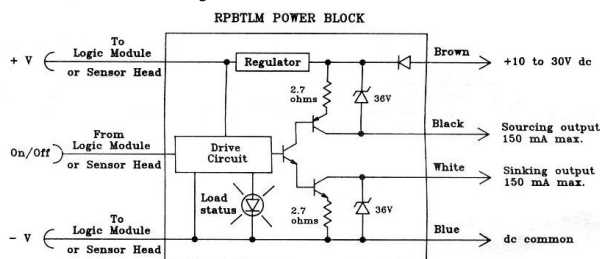 RPBTLM POWER BLOCK
To
+ V Logic Module
or Sensor Head
Regulator
Brown
+10 to 30V dc
2.7
ohms
36V
Black
Sourcing output
150 mA max.
From
On/Off Logic Module
or Sensor Head
Drive
Circuit
White
Sinking output
150 mA max.
Load
status
2.7
ohms
36V
To
- V Logic Module
or Sensor Head
Blue
dc common